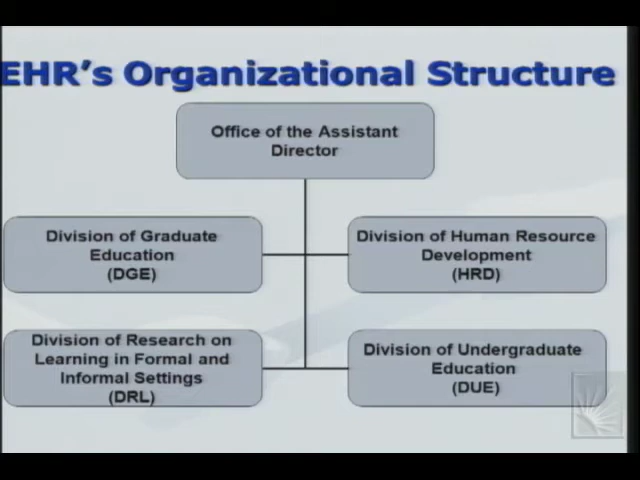 EHR's Organizational Structure
Office of the Assistant
Director
Division of Graduate
Education
(DGE)
Division of Human Resource
Development
(HRD)
Division of Research on
Learning in Formal and
Informal Settings
(DRL)
Division of Undergraduate
Education
(DUE)